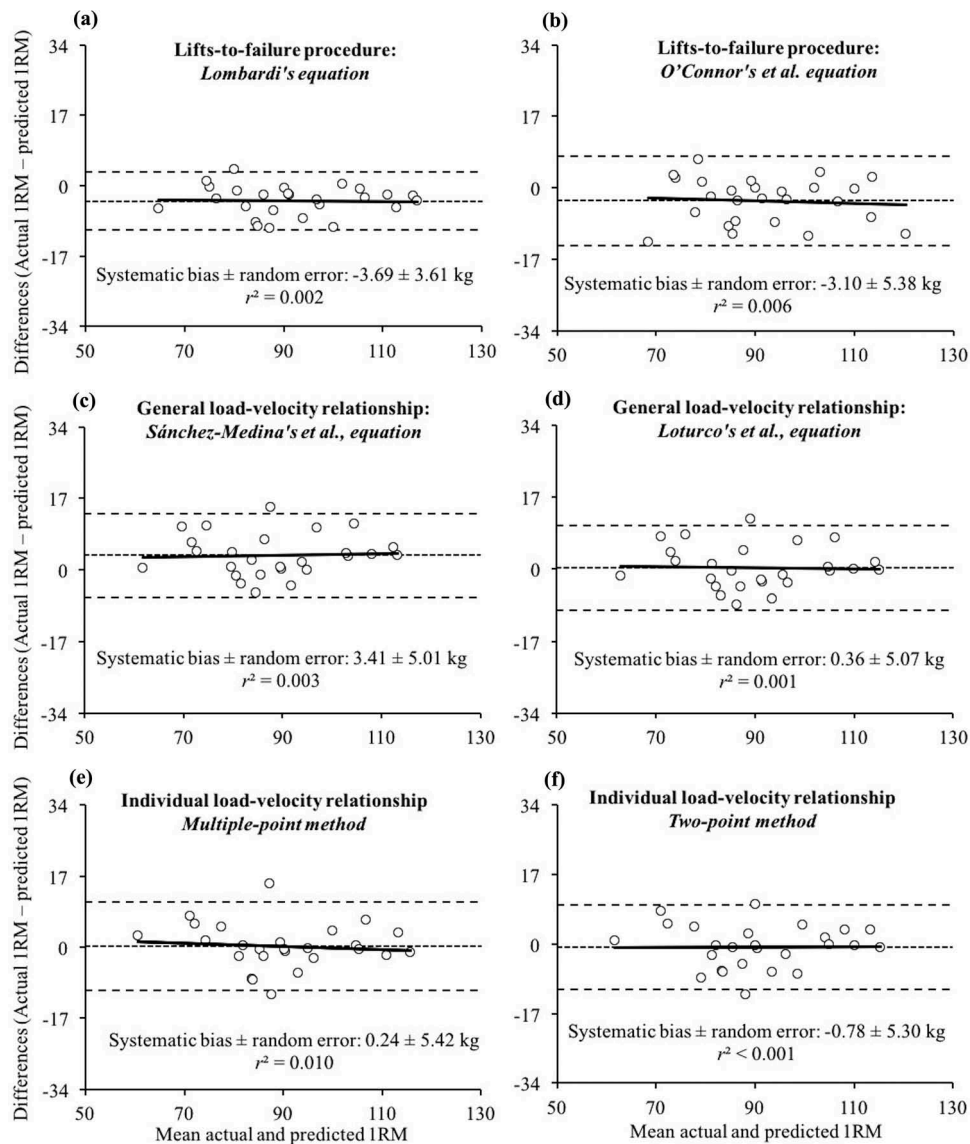 (a)
Lifts-to-failure procedure:
Lombardi's equation
Differences (Actual 1RM – predicted 1RM)
34
17
0
-17
-34
Systematic bias ± random error: -3.69 ± 3.61 kg
r² = 0.002
50
70
90
110
130
(b)
Lifts-to-failure procedure:
O’Connor's et al. equation
34
17
0
-17
-34
Systematic bias ± random error: -3.10 ± 5.38 kg
r² = 0.006
50
70
90
110
130
(c)
General load-velocity relationship:
Sánchez-Medina's et al., equation
Differences (Actual 1RM – predicted 1RM)
34
17
0
-17
-34
Systematic bias ± random error: 3.41 ± 5.01 kg
r² = 0.003
50
70
90
110
130
(d)
General load-velocity relationship:
Loturco's et al., equation
34
17
0
-17
-34
Systematic bias ± random error: 0.36 ± 5.07 kg
r² = 0.001
50
70
90
110
130
(e)
Individual load-velocity relationship
Multiple-point method
Differences (Actual 1RM – predicted 1RM)
34
17
0
-17
-34
Systematic bias ± random error: 0.24 ± 5.42 kg
r² = 0.010
50
70
90
110
130
Mean actual and predicted 1RM
(f)
Individual load-velocity relationship
Two-point method
34
17
0
-17
-34
Systematic bias ± random error: -0.78 ± 5.30 kg
r² < 0.001
50
70
90
110
130
Mean actual and predicted 1RM